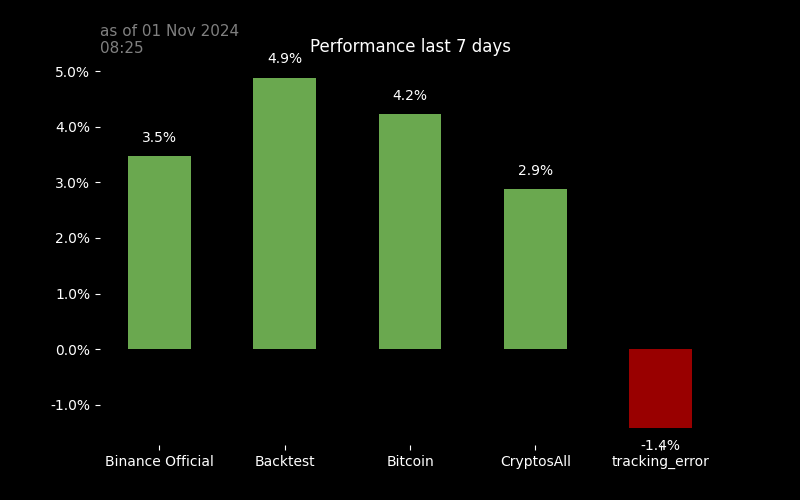 as of 01 Nov 2024
08:25
Performance last 7 days
5.0%
4.0%
3.0%
2.0%
1.0%
0.0%
-1.0%
3.5%
4.9%
4.2%
2.9%
-1.4%
Binance Official
Backtest
Bitcoin
CryptosAll
tracking_error